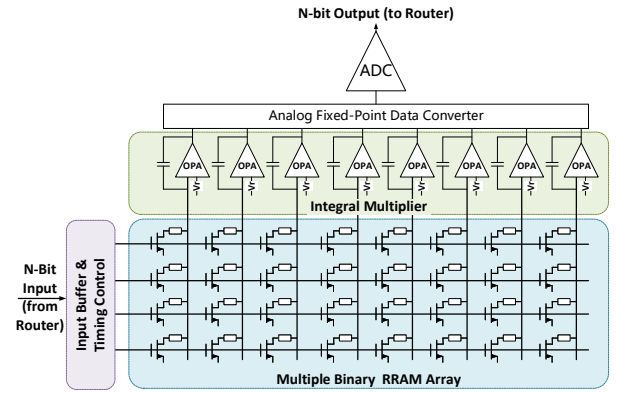 N-bit Output (to Router)
ADC
Analog Fixed-Point Data Converter
OPA OPA OPA OPA OPA OPA OPA OPA
Integral Multiplier
N-Bit
Input
(from
Router)
Input Buffer &
Timing Control
Multiple Binary RRAM Array